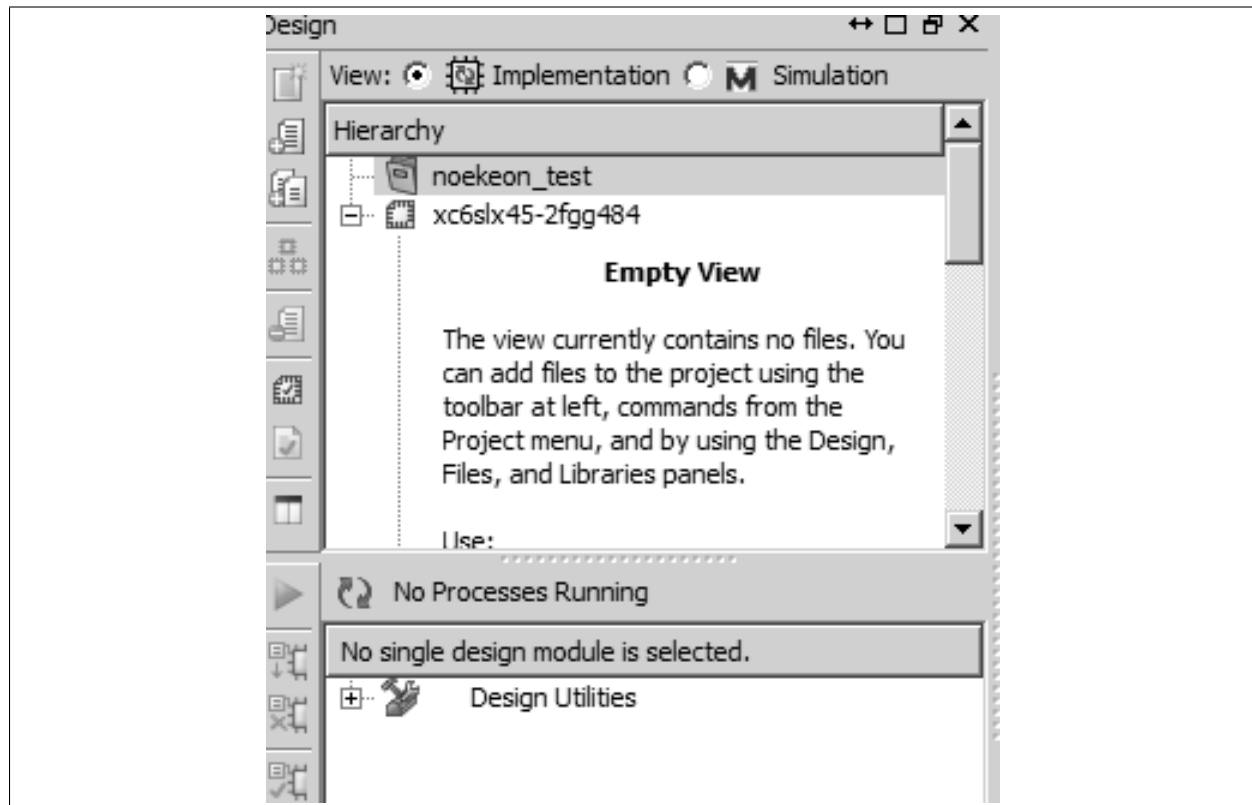 Design
View: Implementation M Simulation
Hierarchy
noekeon_test
xc6slx45-2fgg484
Empty View
The view currently contains no files. You
can add files to the project using the
toolbar at left, commands from the
Project menu, and by using the Design,
Files, and Libraries panels.
Use:
No Processes Running
No single design module is selected.
Design Utilities